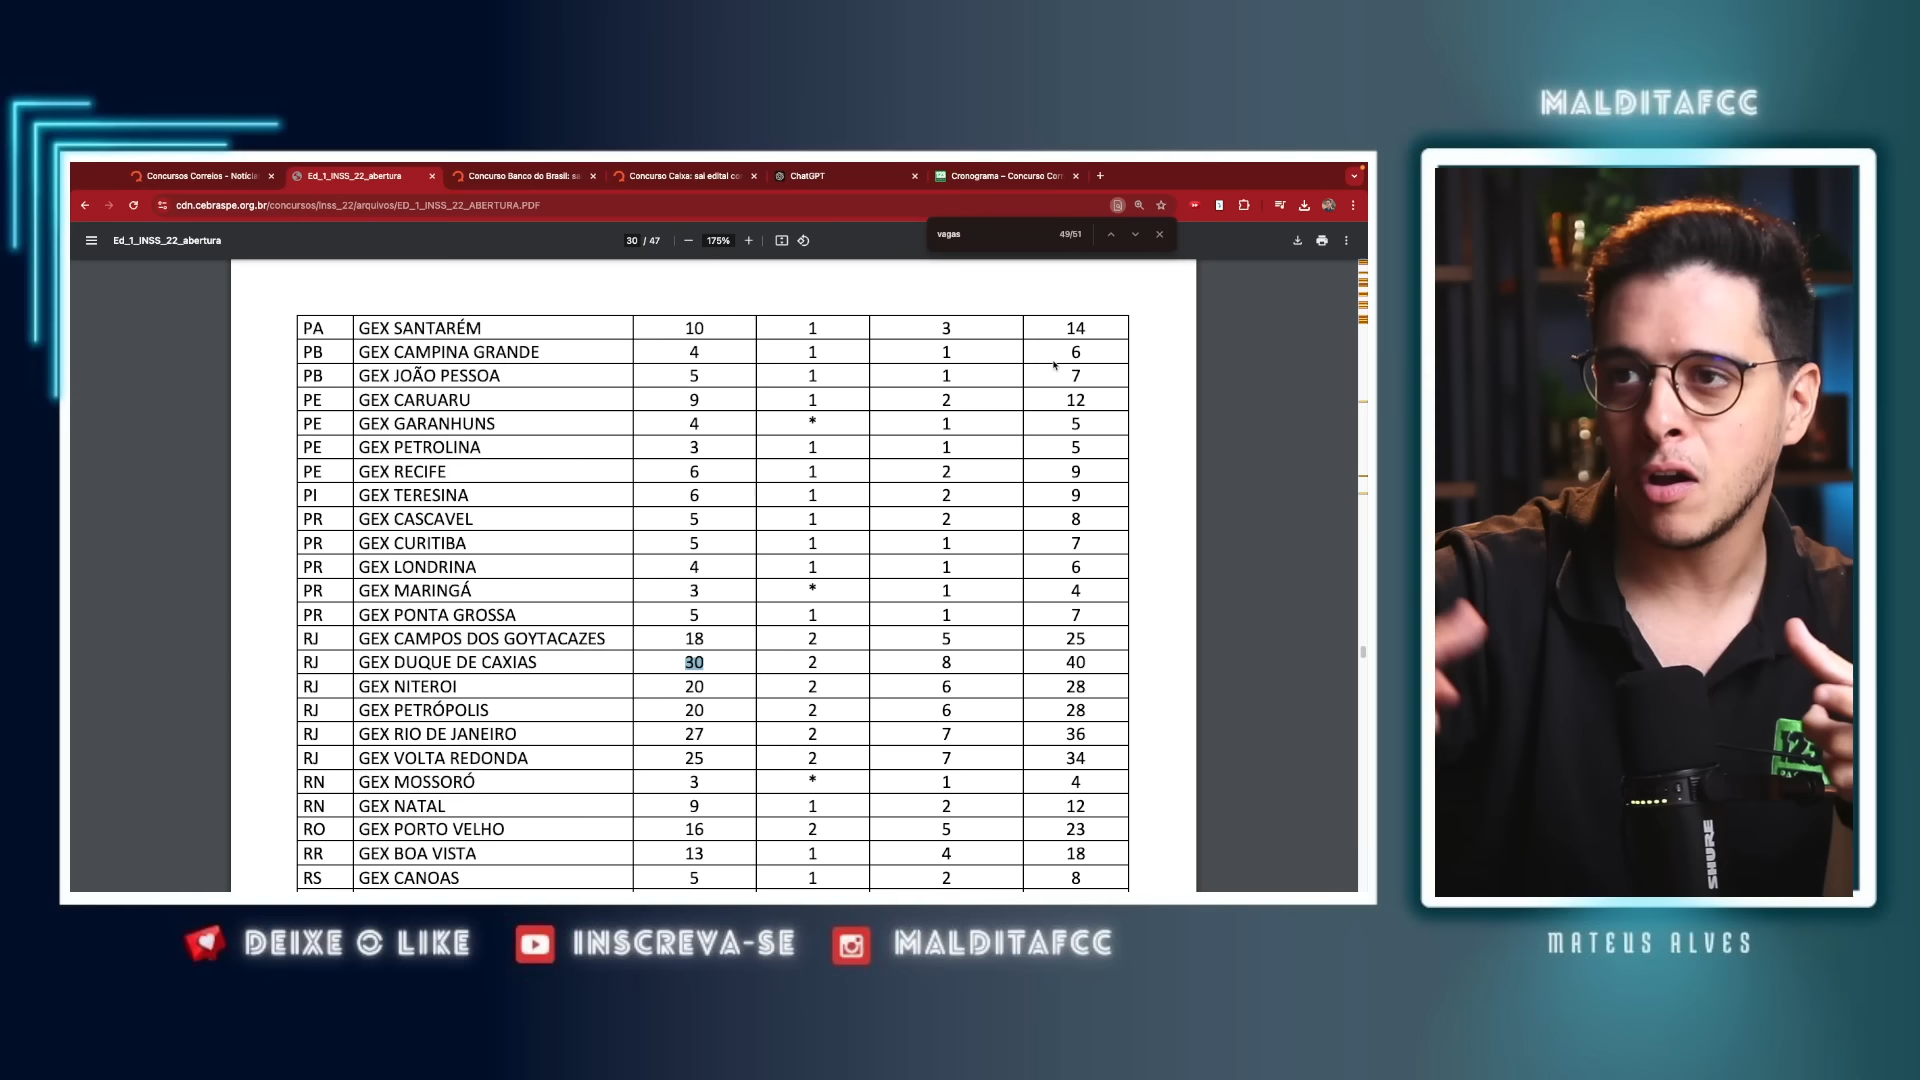 MALDITAFCC
Concursos Correios - Notícia
Ed_1_INSS_22_abertura
Concurso Banco do Brasil: sa
Concurso Caixa: sai edital co
ChatGPT
Cronograma – Concurso Cor
cdn.cebraspe.org.br/concursos/inss_22/arquivos/ED_1_INSS_22_ABERTURA.PDF
vagas 49/51
Ed_1_INSS_22_abertura 30 / 47 175%
PA GEX SANTARÉM 10 1 3 14
PB GEX CAMPINA GRANDE 4 1 1 6
PB GEX JOÃO PESSOA 5 1 1 7
PE GEX CARUARU 9 1 2 12
PE GEX GARANHUNS 4 * 1 5
PE GEX PETROLINA 3 1 1 5
PE GEX RECIFE 6 1 2 9
PI GEX TERESINA 6 1 2 9
PR GEX CASCAVEL 5 1 2 8
PR GEX CURITIBA 5 1 1 7
PR GEX LONDRINA 4 1 1 6
PR GEX MARINGÁ 3 * 1 4
PR GEX PONTA GROSSA 5 1 1 7
RJ GEX CAMPOS DOS GOYTACAZES 18 2 5 25
RJ GEX DUQUE DE CAXIAS 30 2 8 40
RJ GEX NITEROI 20 2 6 28
RJ GEX PETRÓPOLIS 20 2 6 28
RJ GEX RIO DE JANEIRO 27 2 7 36
RJ GEX VOLTA REDONDA 25 2 7 34
RN GEX MOSSORÓ 3 * 1 4
RN GEX NATAL 9 1 2 12
RO GEX PORTO VELHO 16 2 5 23
RR GEX BOA VISTA 13 1 4 18
RS GEX CANOAS 5 1 2 8
SHURE
DEIXE O LIKE
INSCREVA-SE
MALDITAFCC
MATEUS ALVES